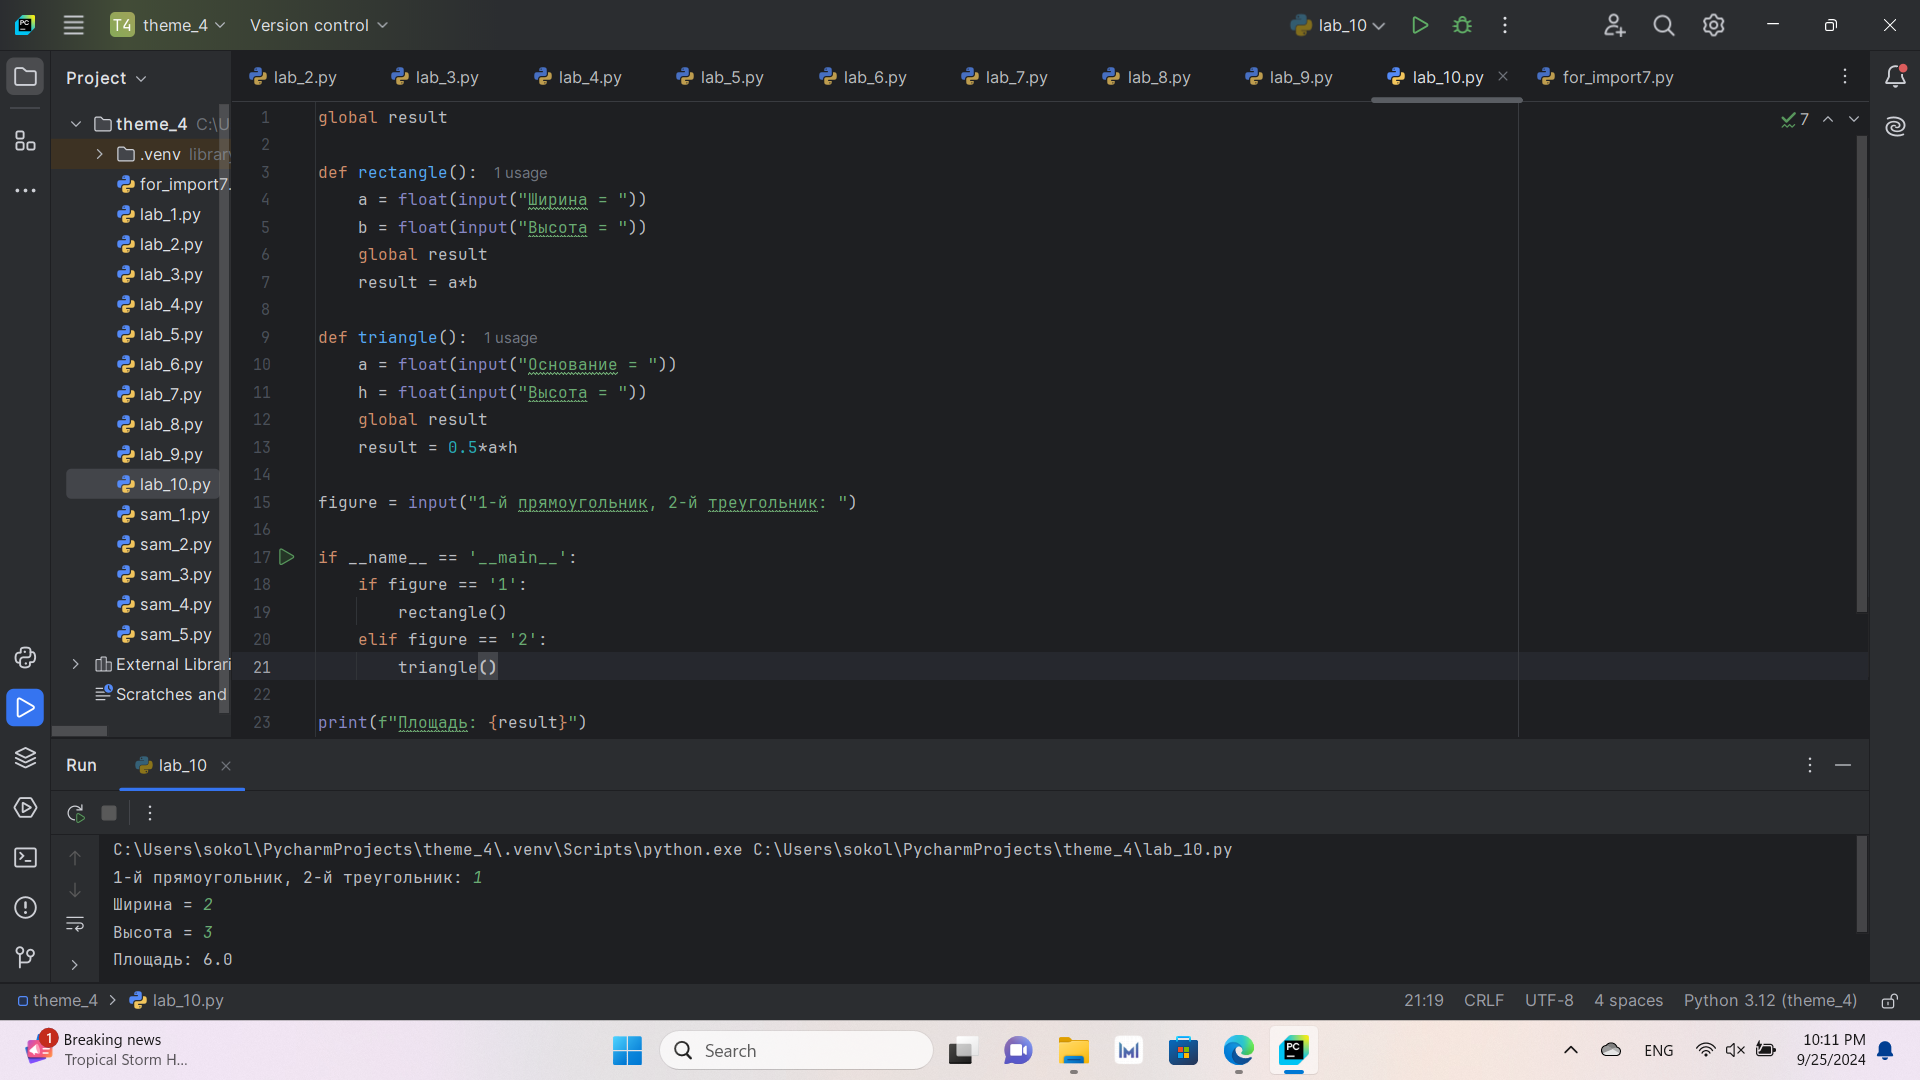 T4 theme_4 Version control lab_10
Project
lab_2.py lab_3.py lab_4.py lab_5.py lab_6.py lab_7.py lab_8.py lab_9.py lab_10.py for_import7.py
theme_4 C:\U
.venv library
for_import7.
lab_1.py
lab_2.py
lab_3.py
lab_4.py
lab_5.py
lab_6.py
lab_7.py
lab_8.py
lab_9.py
lab_10.py
sam_1.py
sam_2.py
sam_3.py
sam_4.py
sam_5.py
External Librari
Scratches and
7
1 global result
2
3 def rectangle(): 1 usage
4 a = float(input("Ширина = "))
5 b = float(input("Высота = "))
6 global result
7 result = a*b
8
9 def triangle(): 1 usage
10 a = float(input("Основание = "))
11 h = float(input("Высота = "))
12 global result
13 result = 0.5*a*h
14
15 figure = input("1-й прямоугольник, 2-й треугольник: ")
16
17 if __name__ == '__main__':
18 if figure == '1':
19 rectangle()
20 elif figure == '2':
21 triangle()
22
23 print(f"Площадь: {result}")
Run lab_10
C:\Users\sokol\PycharmProjects\theme_4\.venv\Scripts\python.exe C:\Users\sokol\PycharmProjects\theme_4\lab_10.py
1-й прямоугольник, 2-й треугольник: 1
Ширина = 2
Высота = 3
Площадь: 6.0
theme_4 lab_10.py 21:19 CRLF UTF-8 4 spaces Python 3.12 (theme_4)
1 Breaking news
Tropical Storm H...
Search
PC
ENG
10:11 PM
9/25/2024